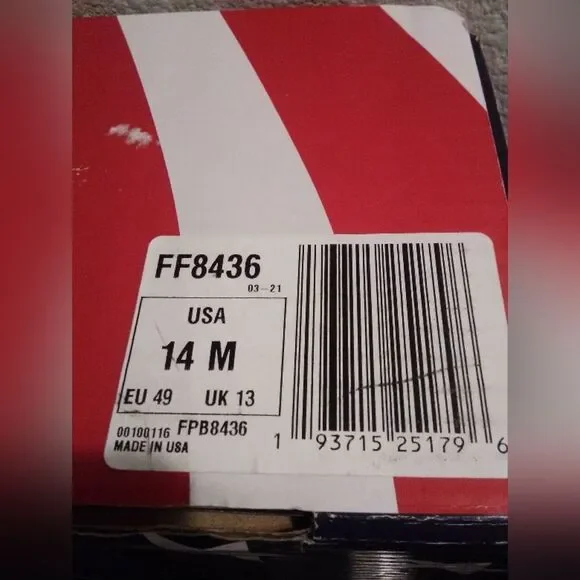 FF8436
03-21
USA
14 M
EU 49 UK 13
00100116 FPB8436
MADE IN USA
1 93715 25179 6